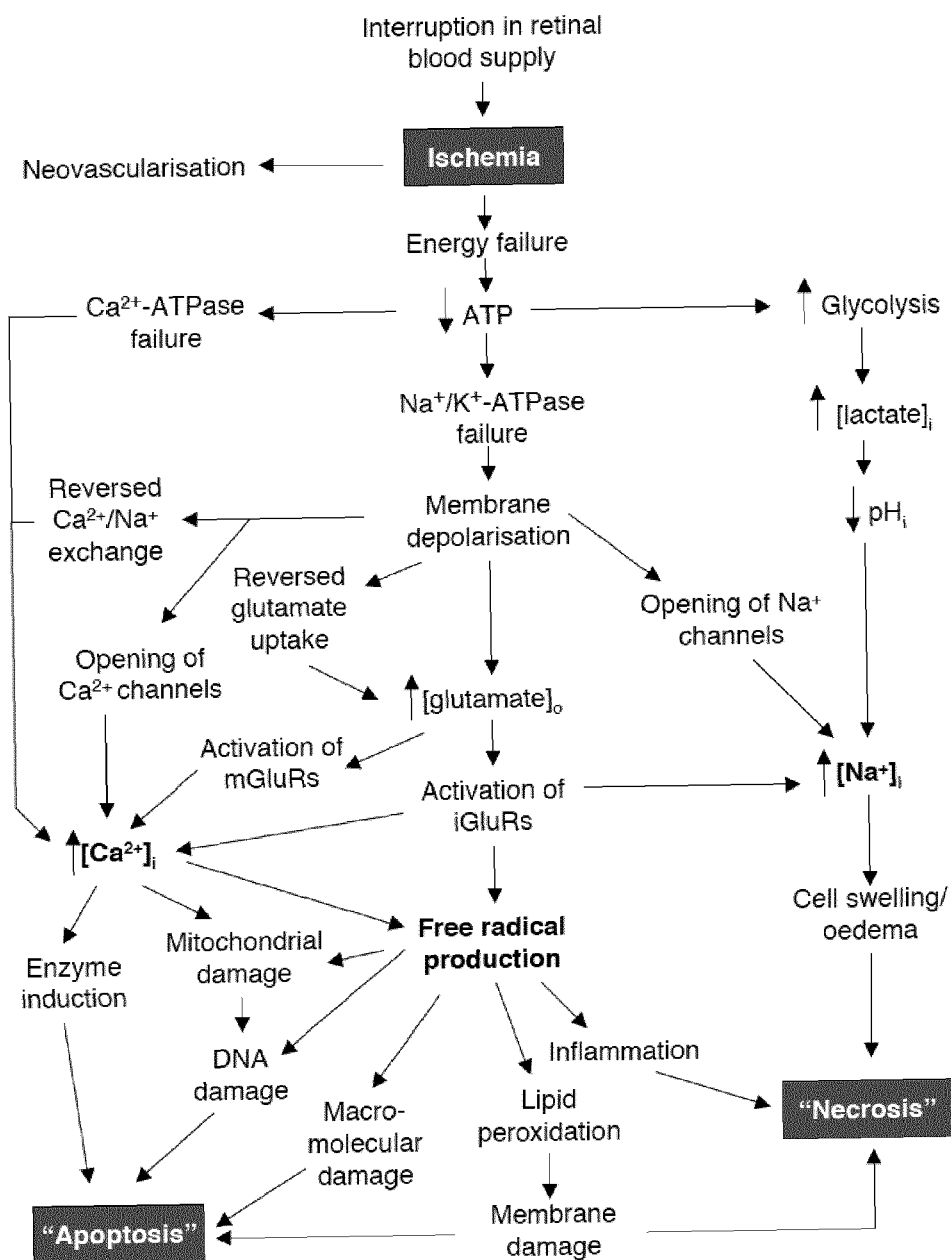 Interruption in retinal
blood supply
Ischemia
Neovascularisation
Energy failure
Ca²⁺-ATPase
failure
ATP
Glycolysis
Na⁺/K⁺-ATPase
failure
[lactate]ᵢ
Reversed
Ca²⁺/Na⁺
exchange
Membrane
depolarisation
pHᵢ
Reversed
glutamate
uptake
Opening of Na⁺
channels
Opening of
Ca²⁺ channels
[glutamate]ₒ
Activation of
mGluRs
Activation of
iGluRs
[Na⁺]ᵢ
[Ca²⁺]ᵢ
Cell swelling/
oedema
Free radical
production
Mitochondrial
damage
Enzyme
induction
DNA
damage
Inflammation
Macro-
molecular
damage
Lipid
peroxidation
"Necrosis"
"Apoptosis"
Membrane
damage